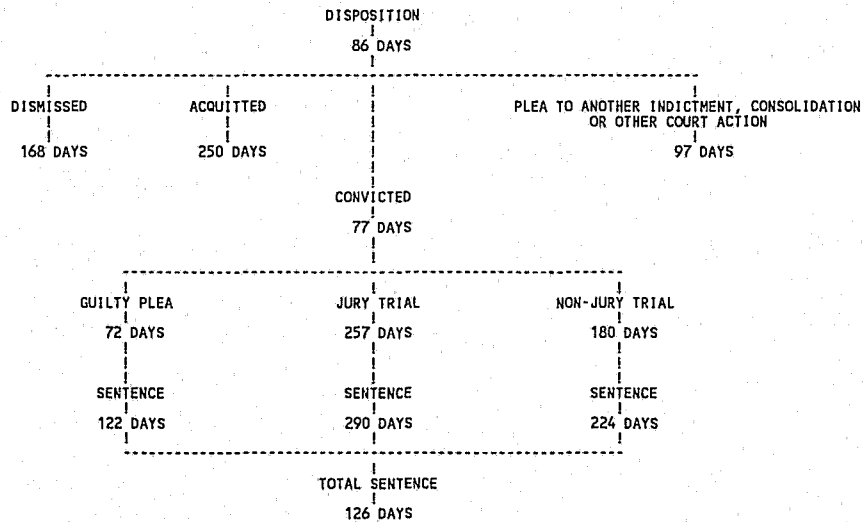 DISPOSITION
86 DAYS
DISMISSED ACQUITTED PLEA TO ANOTHER INDICTMENT, CONSOLIDATION
OR OTHER COURT ACTION
168 DAYS 250 DAYS 97 DAYS
CONVICTED
77 DAYS
GUILTY PLEA JURY TRIAL NON-JURY TRIAL
72 DAYS 257 DAYS 180 DAYS
SENTENCE SENTENCE SENTENCE
122 DAYS 290 DAYS 224 DAYS
TOTAL SENTENCE
126 DAYS